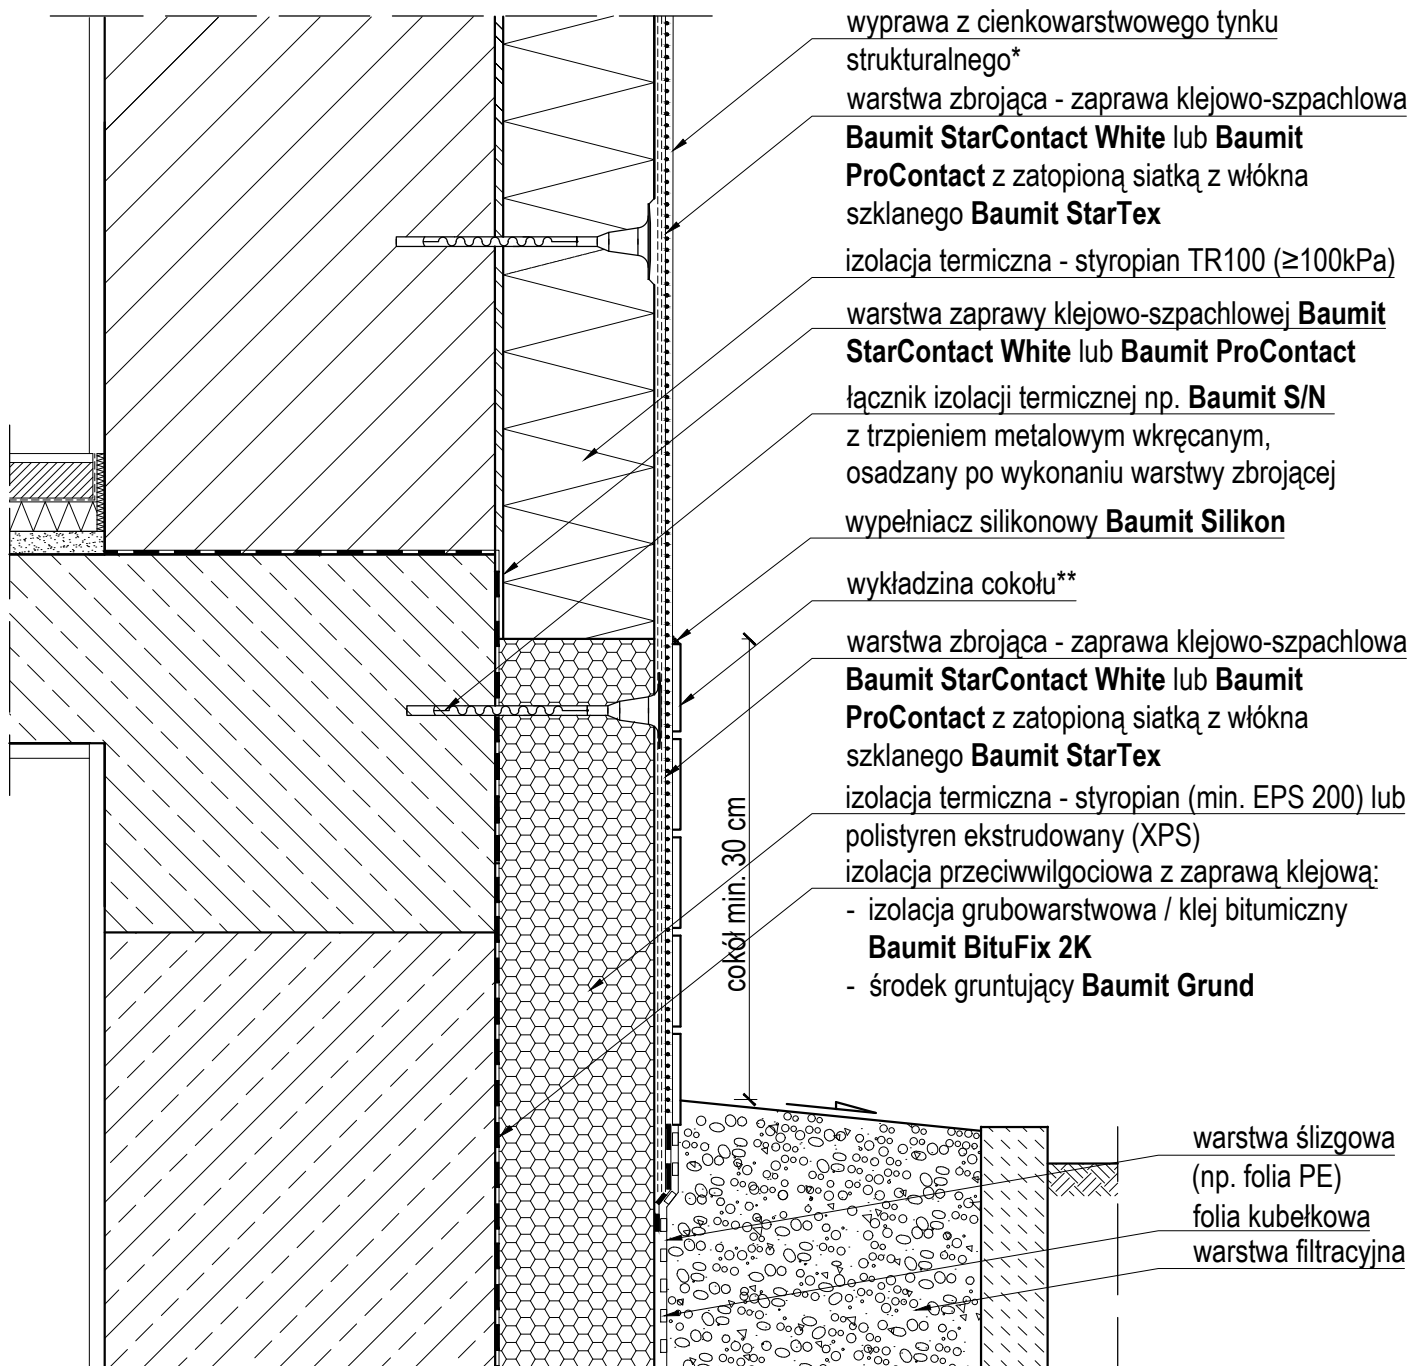 wyprawa z cienkowarstwowego tynku
strukturalnego*
warstwa zbrojąca - zaprawa klejowo-szpachlowa
Baumit StarContact White lub Baumit
ProContact z zatopioną siatką z włókna
szklanego Baumit StarTex
izolacja termiczna - styropian TR100 (≥100kPa)
warstwa zaprawy klejowo-szpachlowej Baumit
StarContact White lub Baumit ProContact
łącznik izolacji termicznej np. Baumit S/N
z trzpieniem metalowym wkręcanym,
osadzany po wykonaniu warstwy zbrojącej
wypełniacz silikonowy Baumit Silikon
wykładzina cokołu**
warstwa zbrojąca - zaprawa klejowo-szpachlowa
Baumit StarContact White lub Baumit
ProContact z zatopioną siatką z włókna
szklanego Baumit StarTex
izolacja termiczna - styropian (min. EPS 200) lub
polistyren ekstrudowany (XPS)
izolacja przeciwwilgociowa z zaprawą klejową:
- izolacja grubowarstwowa / klej bitumiczny
Baumit BituFix 2K
- środek gruntujący Baumit Grund
cokół min. 30 cm
warstwa ślizgowa
(np. folia PE)
folia kubełkowa
warstwa filtracyjna